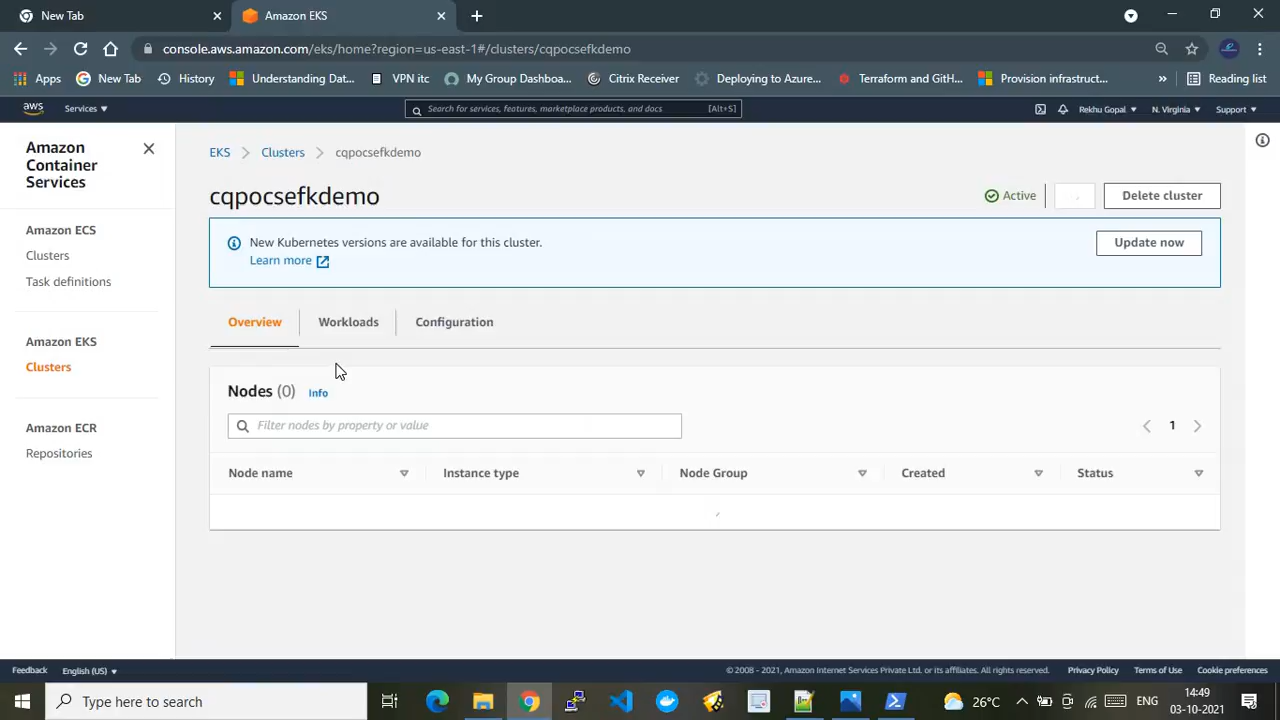 New Tab
Amazon EKS
console.aws.amazon.com/eks/home?region=us-east-1#/clusters/cqpocsefkdemo
Apps
New Tab
History
Understanding Dat...
VPN itc
My Group Dashboa...
Citrix Receiver
Deploying to Azure...
Terraform and GitH...
Provision infrastruct...
Reading list
aws
Services
Search for services, features, marketplace products, and docs
[Alt+S]
Rekhu Gopal
N. Virginia
Support
Amazon
Container
Services
Amazon ECS
Clusters
Task definitions
Amazon EKS
Clusters
Amazon ECR
Repositories
EKS
Clusters
cqpocsefkdemo
cqpocsefkdemo
Active
Delete cluster
New Kubernetes versions are available for this cluster.
Learn more
Update now
Overview
Workloads
Configuration
Nodes (0)
Info
Filter nodes by property or value
1
Node name
Instance type
Node Group
Created
Status
Feedback
English (US)
© 2008 - 2021, Amazon Internet Services Private Ltd. or its affiliates. All rights reserved.
Privacy Policy
Terms of Use
Cookie preferences
Type here to search
26°C
ENG
14:49
03-10-2021